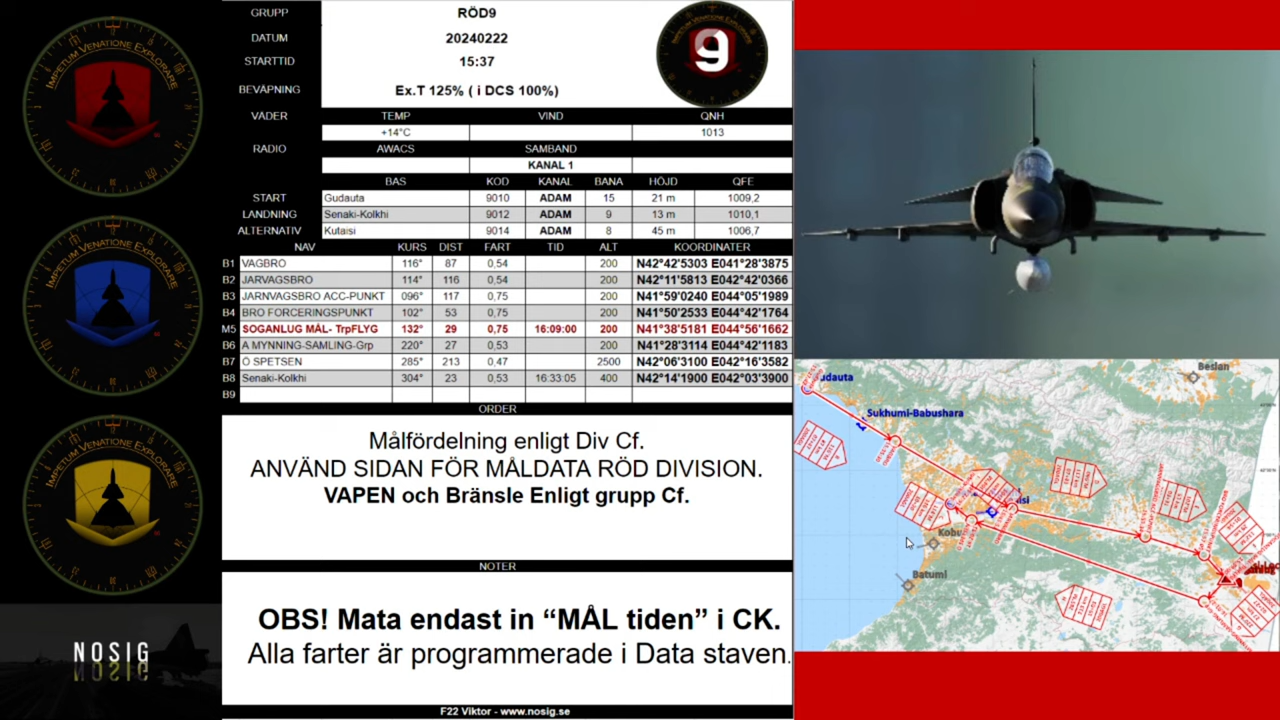 IMPETUM VENATIONE EXPLORARE
IMPETUM VENATIONE EXPLORARE
IMPETUM VENATIONE EXPLORARE
NOSIG
GRUPP RÖD9
DATUM 20240222
STARTTID 15:37
BEVÄPNING Ex.T 125% ( i DCS 100%)
9
VÄDER TEMP VIND QNH
+14°C 1013
RADIO AWACS SAMBAND
KANAL 1
BAS KOD KANAL BANA HÖJD QFE
START Gudauta 9010 ADAM 15 21 m 1009,2
LANDNING Senaki-Kolkhi 9012 ADAM 9 13 m 1010,1
ALTERNATIV Kutaisi 9014 ADAM 8 45 m 1006,7
NAV KURS DIST FART TID ALT KOORDINATER
B1 VAGBRO 116° 87 0,54 200 N42°42'5303 E041°28'3875
B2 JARVAGSBRO 114° 116 0,54 200 N42°11'5813 E042°42'0366
B3 JARNVAGSBRO ACC-PUNKT 096° 117 0,75 200 N41°59'0240 E044°05'1989
B4 BRO FORCERINGSPUNKT 102° 53 0,75 200 N41°50'2533 E044°42'1764
M5 SOGANLUG MÅL- TrpFLYG 132° 29 0,75 16:09:00 200 N41°38'5181 E044°56'1662
B6 A MYNNING-SAMLING-Grp 220° 27 0,53 200 N41°28'3114 E044°42'1183
B7 Ö SPETSEN 285° 213 0,47 2500 N42°06'3100 E042°16'3582
B8 Senaki-Kolkhi 304° 23 0,53 16:33:05 400 N42°14'1900 E042°03'3900
B9
ORDER
Målfördelning enligt Div Cf.
ANVÄND SIDAN FÖR MÅLDATA RÖD DIVISION.
VAPEN och Bränsle Enligt grupp Cf.
NOTER
OBS! Mata endast in “MÅL tiden” i CK.
Alla farter är programmerade i Data staven.
F22 Viktor - www.nosig.se
Beslan
udauta
Sukhumi-Babushara
isi
Kobu
Batumi